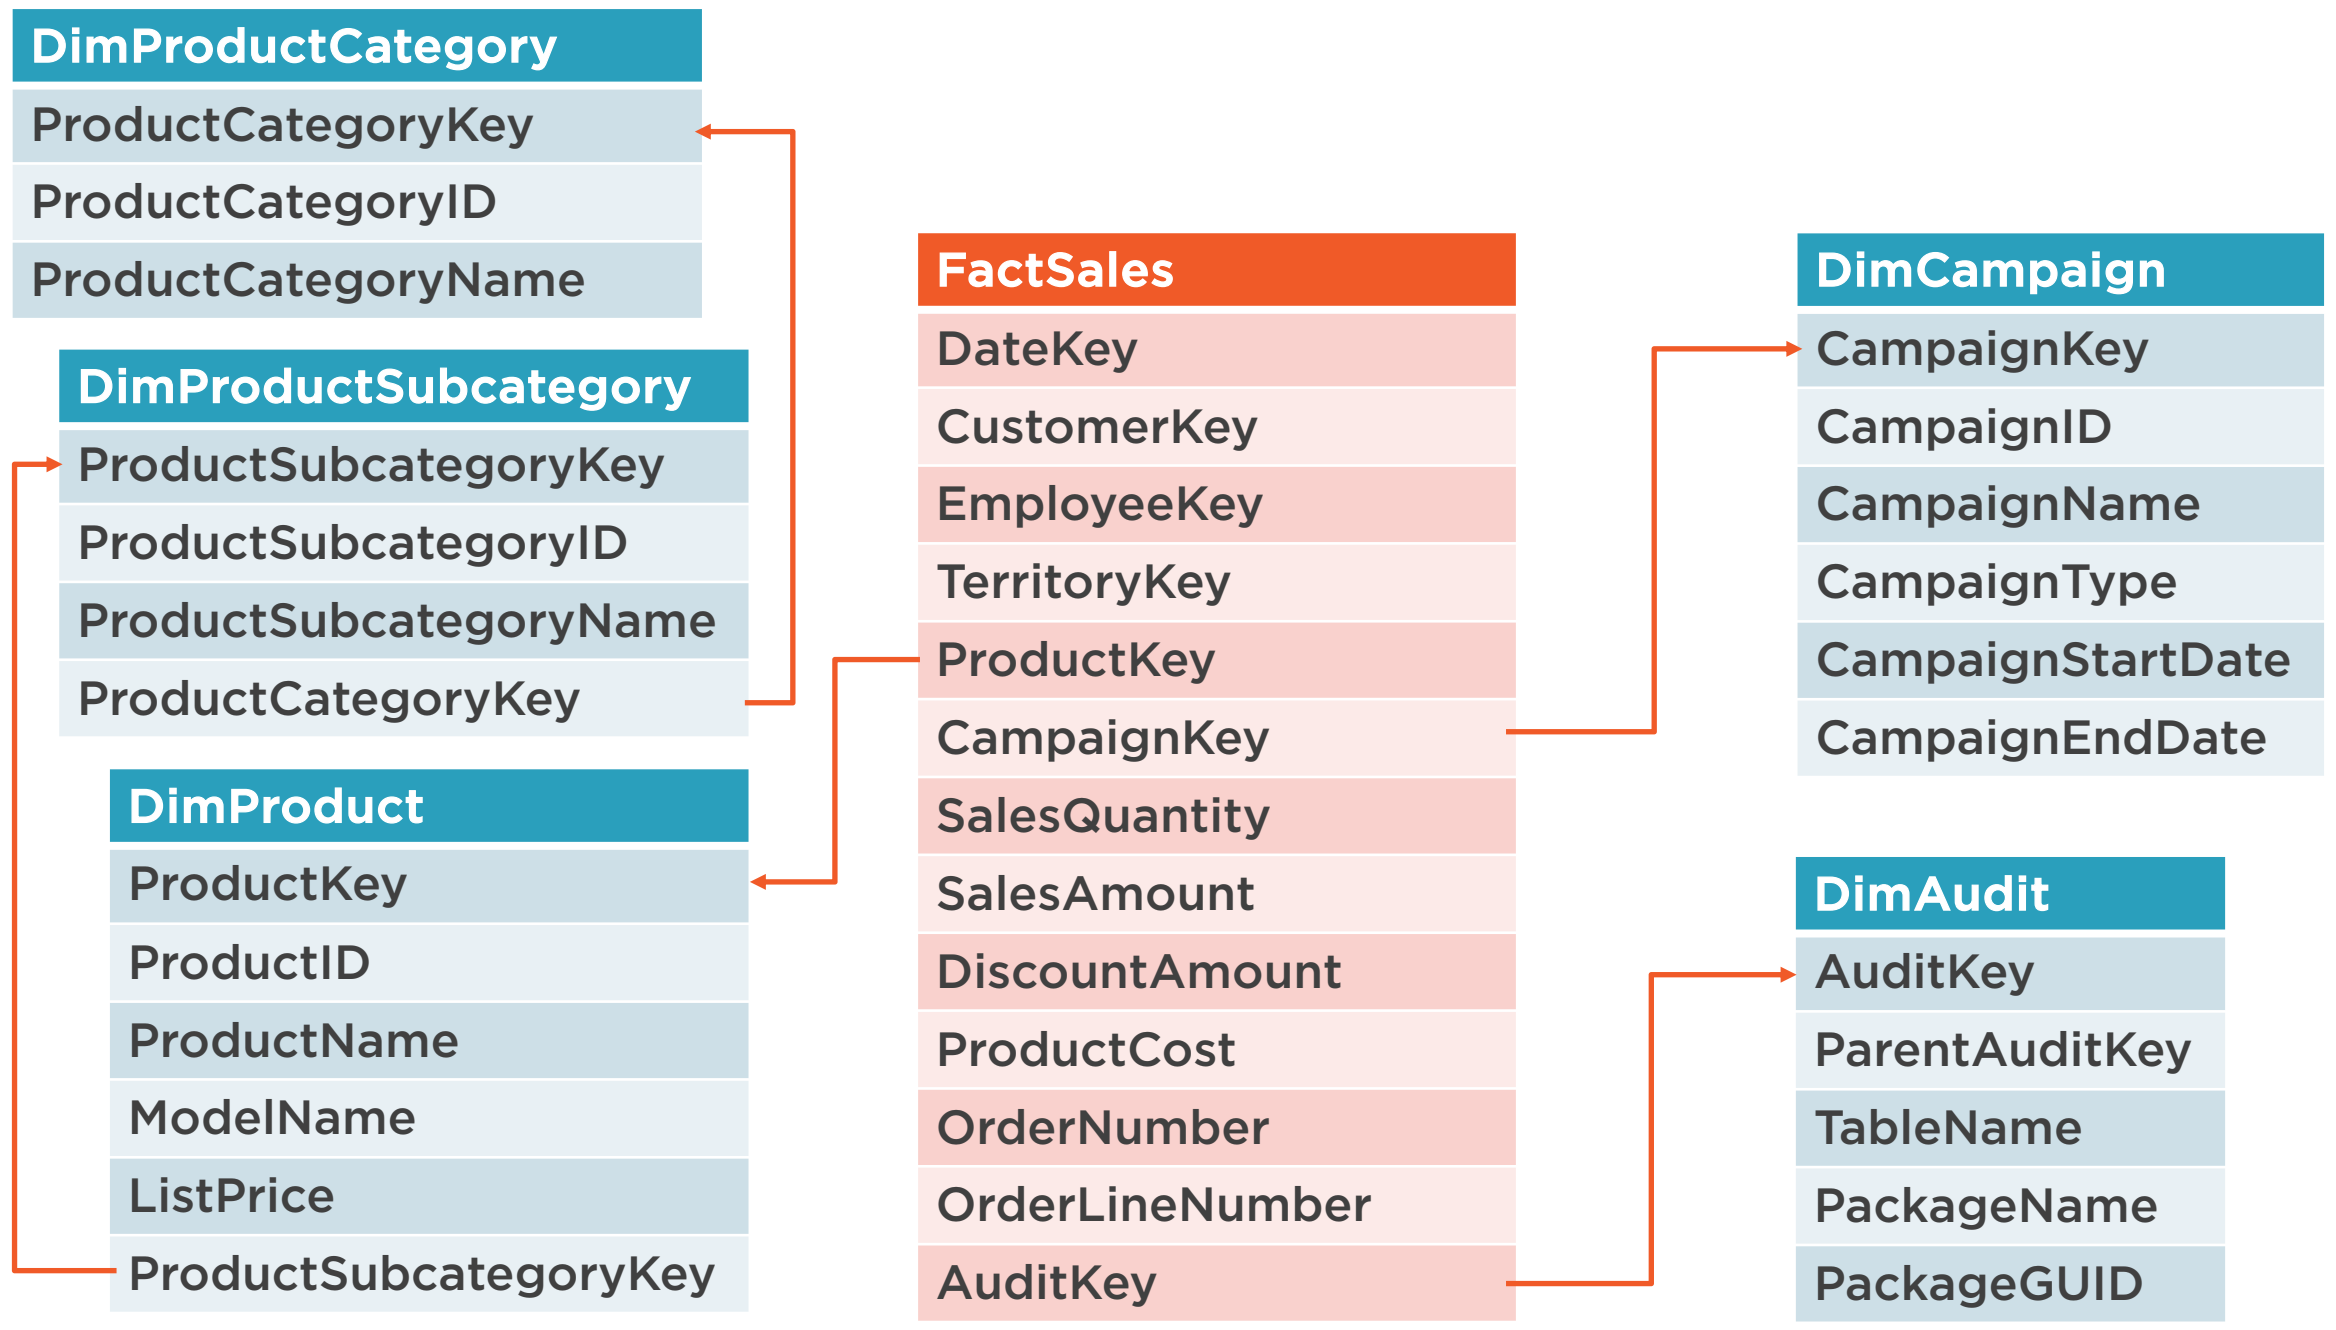 DimProductCategory
ProductCategoryKey
ProductCategoryID
ProductCategoryName
DimProductSubcategory
ProductSubcategoryKey
ProductSubcategoryID
ProductSubcategoryName
ProductCategoryKey
DimProduct
ProductKey
ProductID
ProductName
ModelName
ListPrice
ProductSubcategoryKey
FactSales
DateKey
CustomerKey
EmployeeKey
TerritoryKey
ProductKey
CampaignKey
SalesQuantity
SalesAmount
DiscountAmount
ProductCost
OrderNumber
OrderLineNumber
AuditKey
DimCampaign
CampaignKey
CampaignID
CampaignName
CampaignType
CampaignStartDate
CampaignEndDate
DimAudit
AuditKey
ParentAuditKey
TableName
PackageName
PackageGUID